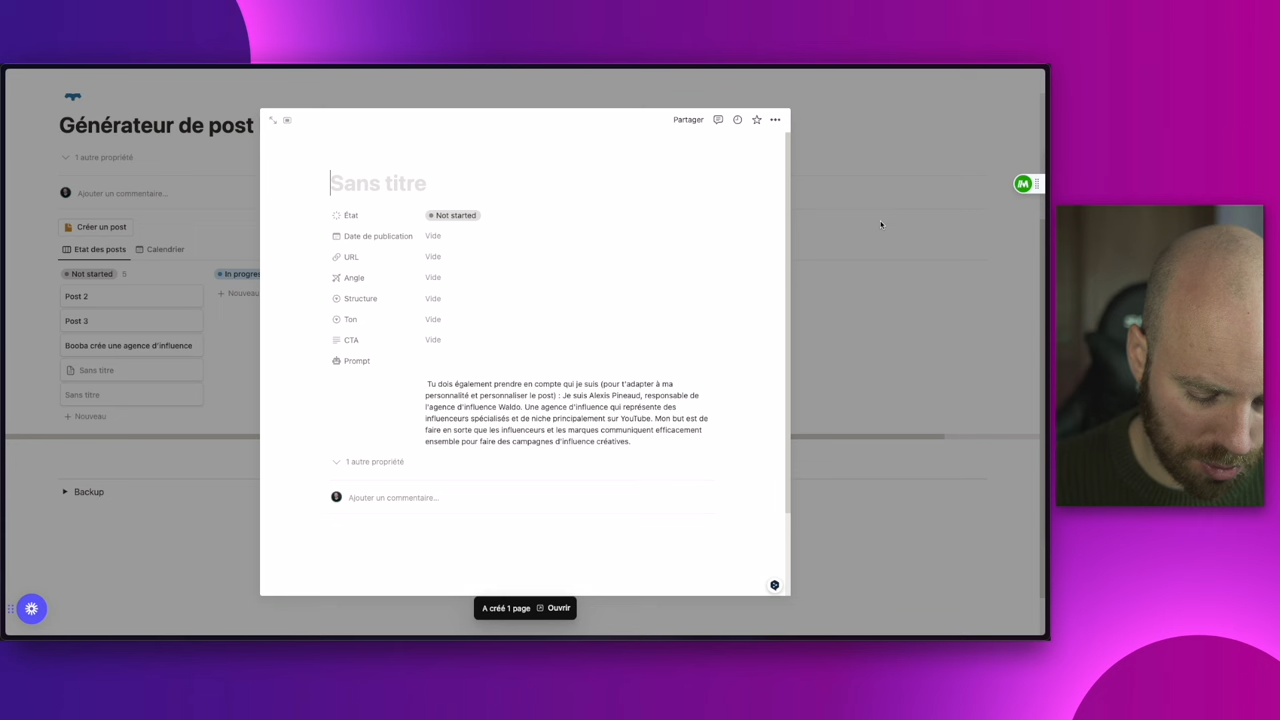 Générateur de post
1 autre propriété
Ajouter un commentaire...
Créer un post
Etat des posts
Calendrier
Not started 5
In progres
Post 2
Nouveau
Post 3
Booba crée une agence d'influence
Sans titre
Sans titre
Nouveau
Backup
Partager
Sans titre
État Not started
Date de publication Vide
URL Vide
Angle Vide
Structure Vide
Ton Vide
CTA Vide
Prompt
Tu dois également prendre en compte qui je suis (pour t'adapter à ma
personnalité et personnaliser le post) : Je suis Alexis Pineaud, responsable de
l'agence d'influence Waldo. Une agence d'influence qui représente des
influenceurs spécialisés et de niche principalement sur YouTube. Mon but est de
faire en sorte que les influenceurs et les marques communiquent efficacement
ensemble pour faire des campagnes d'influence créatives.
1 autre propriété
Ajouter un commentaire...
A créé 1 page Ouvrir